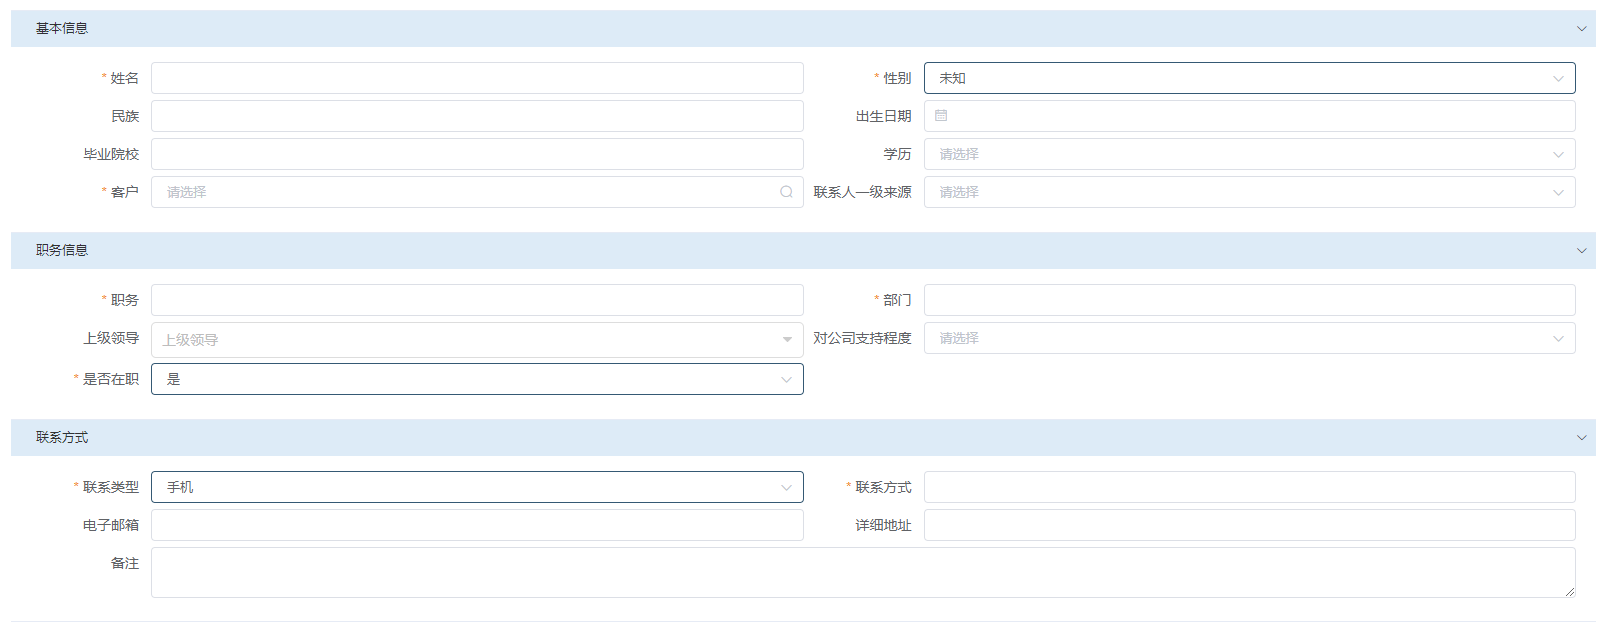 基本信息
* 姓名
* 性别 未知
民族
出生日期
毕业院校
学历 请选择
* 客户 请选择
联系人一级来源 请选择
职务信息
* 职务
* 部门
上级领导 上级领导
对公司支持程度 请选择
* 是否在职 是
联系方式
* 联系类型 手机
* 联系方式
电子邮箱
详细地址
备注